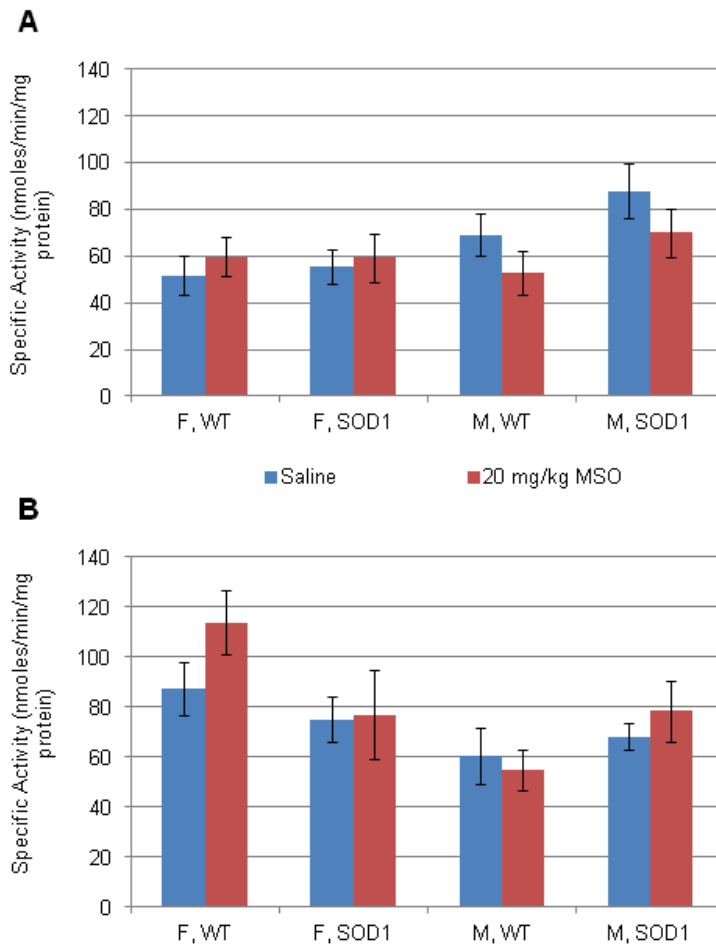 A
Specific Activity (nmoles/min/mg
protein)
140
120
100
80
60
40
20
0
F, WT
F, SOD1
M, WT
M, SOD1
Saline
20 mg/kg MSO
B
Specific Activity (nmoles/min/mg
protein)
140
120
100
80
60
40
20
0
F, WT
F, SOD1
M, WT
M, SOD1